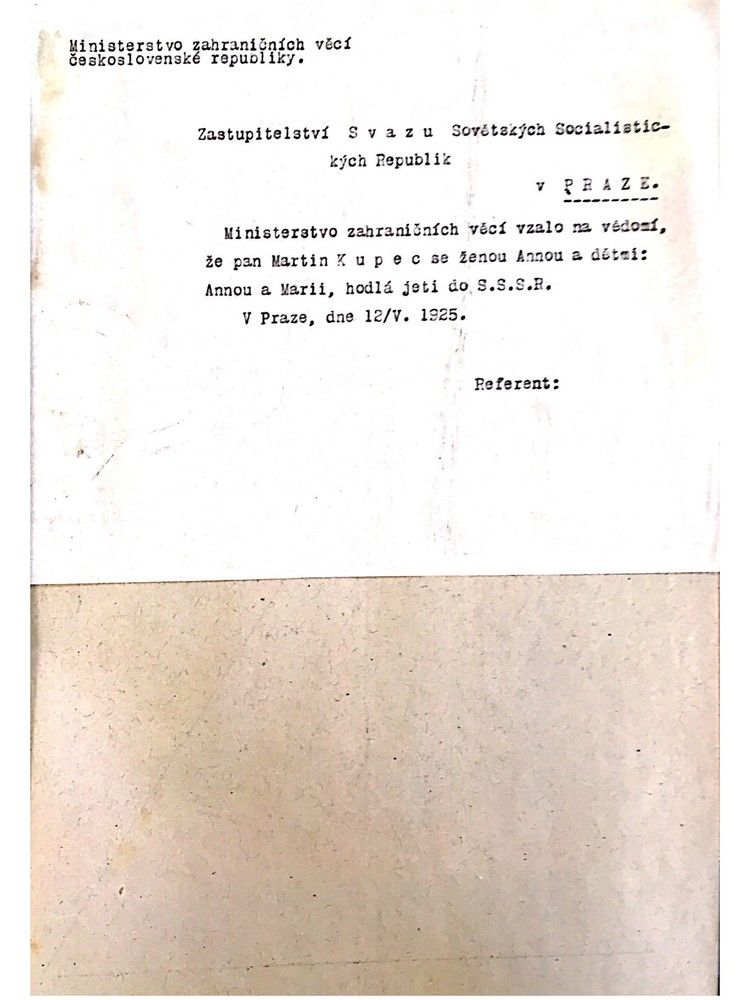 Ministerstvo zahraničních věcí
československé republiky.
Zastupitelství S v a z u Sovětských Socialistic-
kých Republik
v P R A Z E.
Ministerstvo zahraničních věcí vzalo na vědomí,
že pan Martin K u p e c se ženou Annou a dětmi:
Annou a Marii, hodlá jeti do S.S.S.R.
V Praze, dne 12/V. 1925.
Referent: